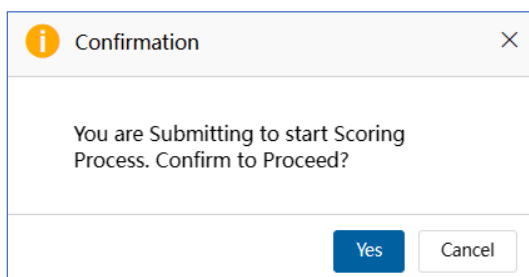 Confirmation
You are Submitting to start Scoring
Process. Confirm to Proceed?
Yes Cancel